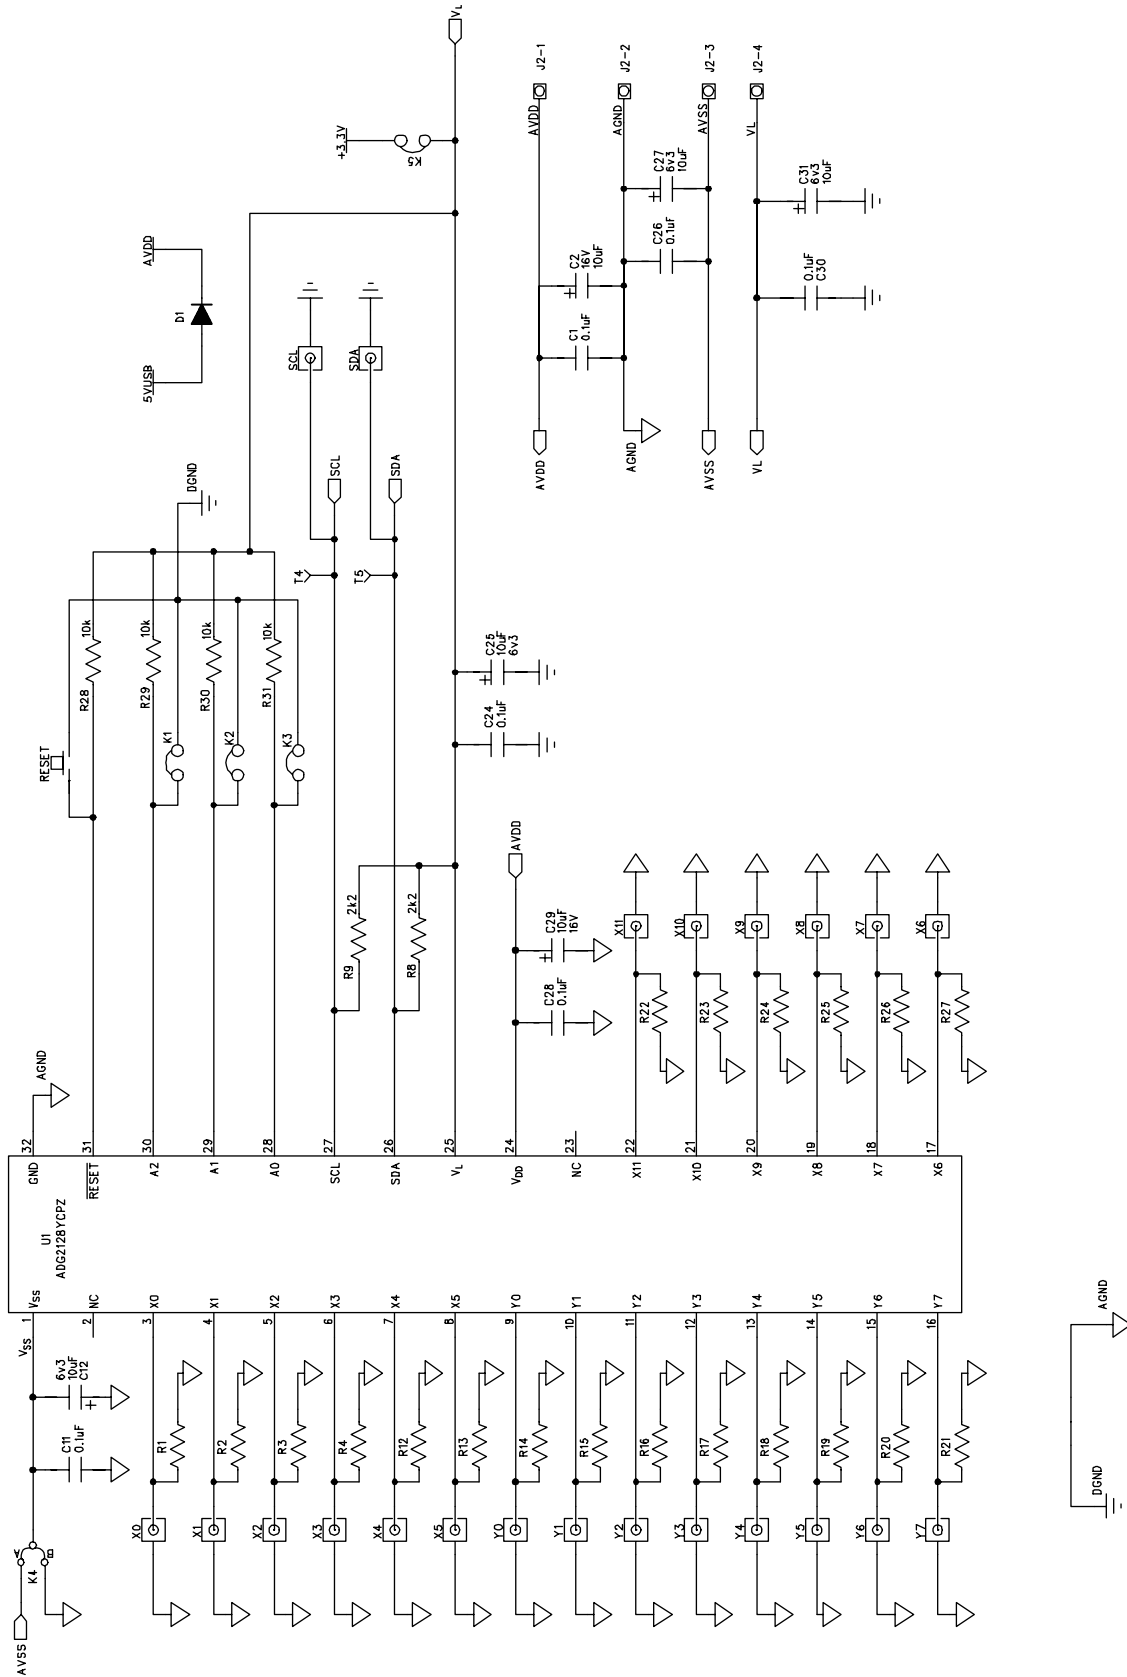 AVSS
K4
A
B
C11
0.1uF
6v3
10uF
C12
VSS
1
VSS
2
NC
3
X0
4
X1
5
X2
6
X3
7
X4
8
X5
9
Y0
10
Y1
11
Y2
12
Y3
13
Y4
14
Y5
15
Y6
16
Y7
X0
R1
X1
R2
X2
R3
X3
R4
X4
R12
X5
R13
Y0
R14
Y1
R15
Y2
R16
Y3
R17
Y4
R18
Y5
R19
Y6
R20
Y7
R21
U1
ADG2128YCPZ
GND
32
RESET
31
A2
30
A1
29
A0
28
SCL
27
SDA
26
VL
25
VDD
24
NC
23
X11
22
X10
21
X9
20
X8
19
X7
18
X6
17
AGND
RESET
R28
10k
R29
10k
K1
R30
10k
K2
R31
10k
K3
DGND
R9
2k2
R8
2k2
T4
SCL
T5
SDA
SCL
SDA
C24
0.1uF
C25
10uF
6v3
AVDD
C28
0.1uF
C29
10uF
16V
R22
X11
R23
X10
R24
X9
R25
X8
R26
X7
R27
X6
5VUSB
D1
AVDD
+3.3V
K5
VL
AVDD
C1
0.1uF
C2
16V
10uF
AVDD
J2-1
AGND
AGND
J2-2
C26
0.1uF
C27
6v3
10uF
AVSS
AVSS
J2-3
VL
0.1uF
C30
C31
6v3
10uF
VL
J2-4
DGND
AGND